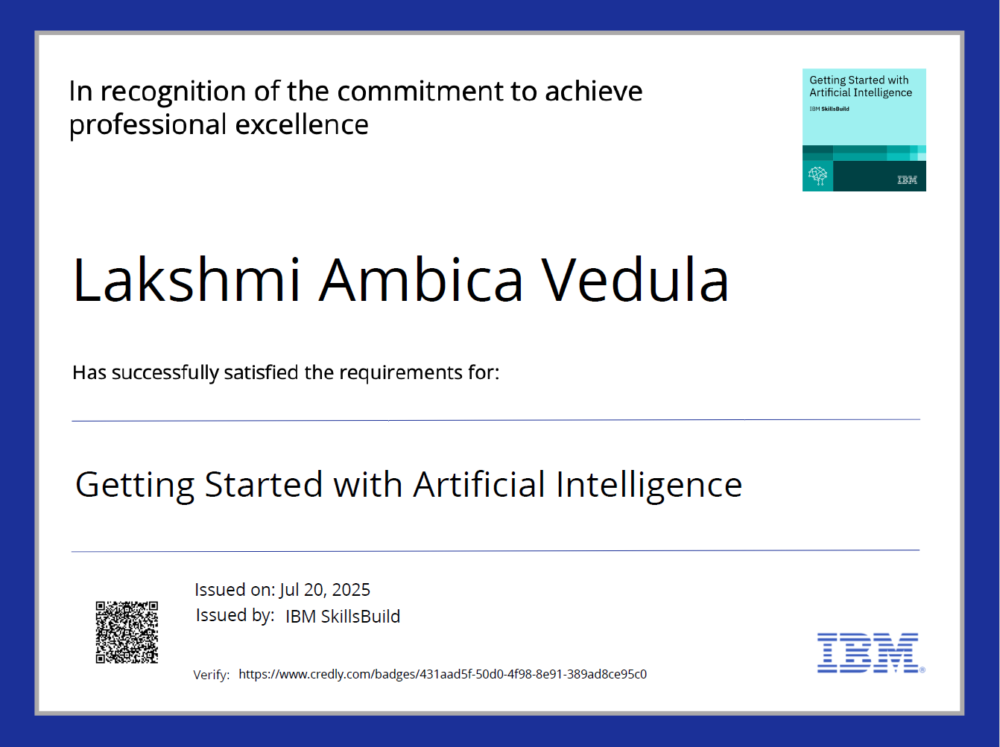 In recognition of the commitment to achieve
professional excellence
Getting Started with
Artificial Intelligence
IBM SkillsBuild
IBM
Lakshmi Ambica Vedula
Has successfully satisfied the requirements for:
Getting Started with Artificial Intelligence
Issued on: Jul 20, 2025
Issued by: IBM SkillsBuild
Verify: https://www.credly.com/badges/431aad5f-50d0-4f98-8e91-389ad8ce95c0
IBM®